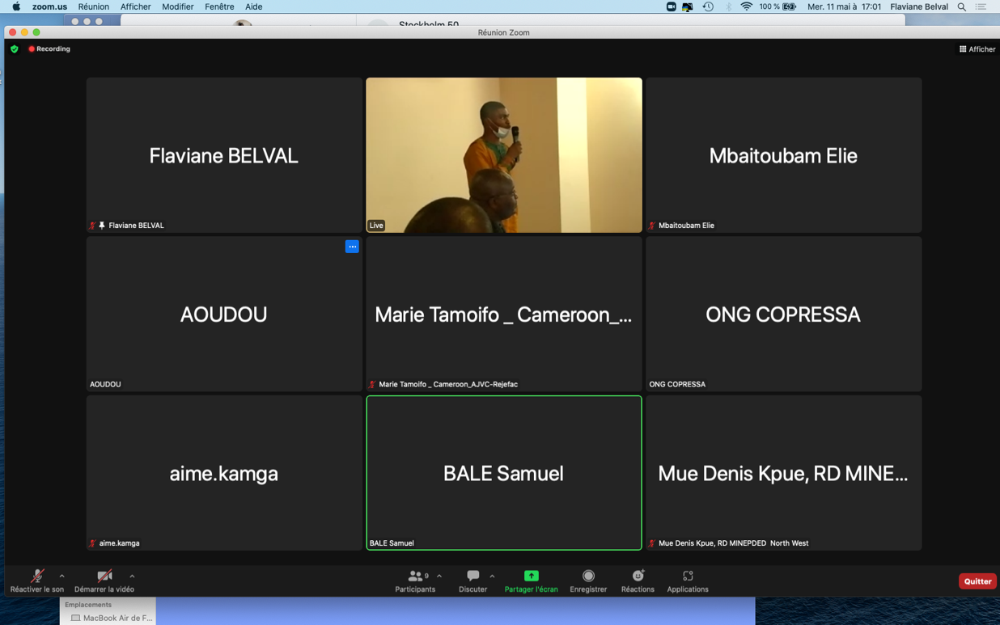 zoom.us Réunion Afficher Modifier Fenêtre Aide 100 % Mer. 11 mai à 17:01 Flaviane Belval
Stockholm 50
Réunion Zoom
Recording
Afficher
Flaviane BELVAL
Flaviane BELVAL
Live
Mbaitoubam Elie
Mbaitoubam Elie
AOUDOU
AOUDOU
Marie Tamoifo _ Cameroon_...
Marie Tamoifo _ Cameroon_AJVC-Rejefac
ONG COPRESSA
ONG COPRESSA
aime.kamga
aime.kamga
BALE Samuel
BALE Samuel
Mue Denis Kpue, RD MINE...
Mue Denis Kpue, RD MINEPDED North West
Réactiver le son
Démarrer la vidéo
9
Participants
Discuter
Partager l'écran
Enregistrer
Réactions
Applications
Quitter
Emplacements
MacBook Air de F...